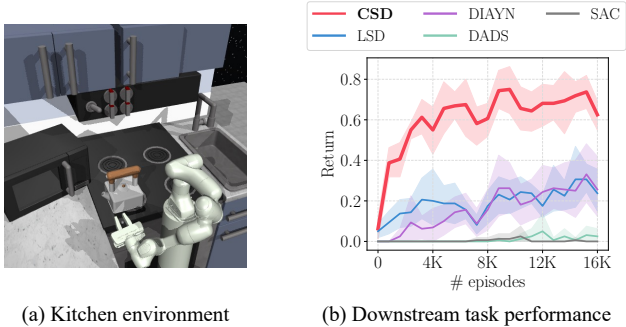 CSD
DIAYN
SAC
LSD
DADS
Return
0.8
0.6
0.4
0.2
0.0
0
4K
8K
12K
16K
# episodes
(a) Kitchen environment
(b) Downstream task performance